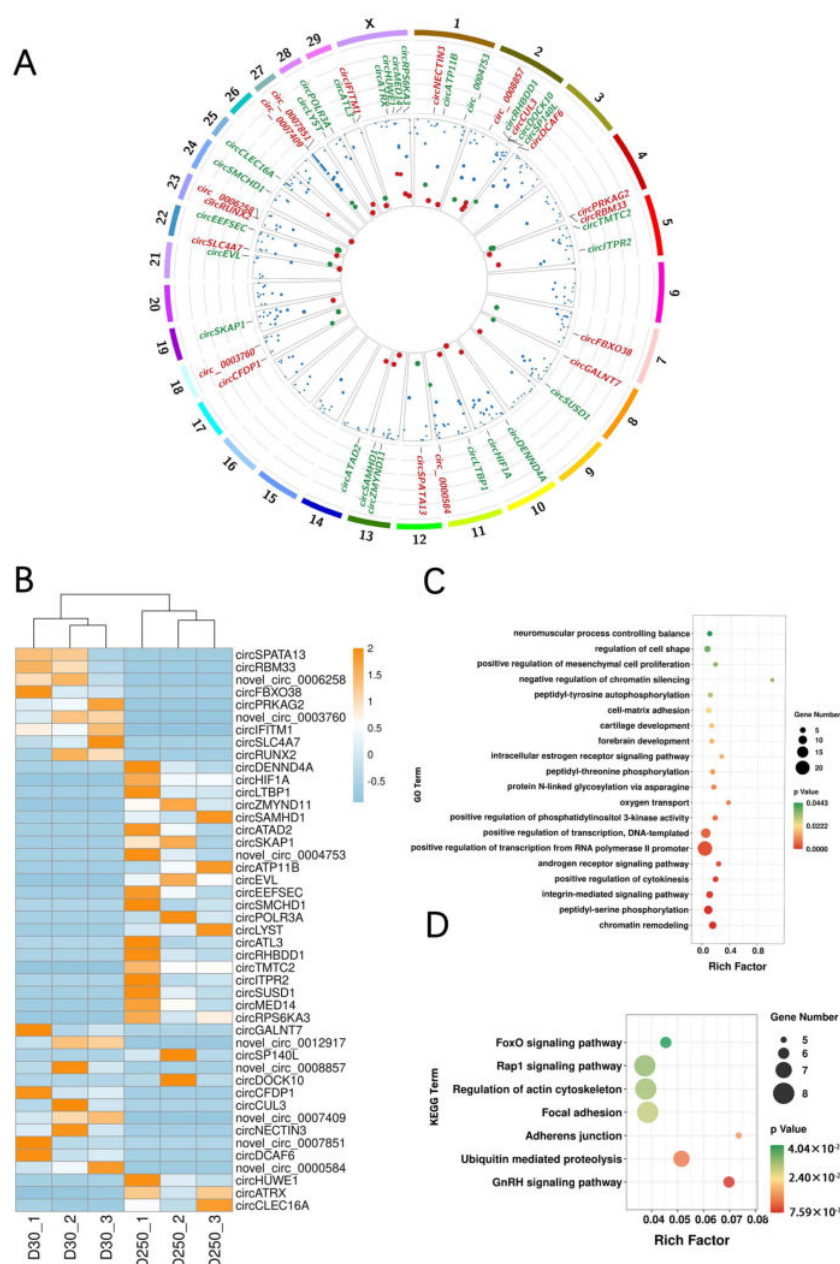 A
X
1
2
3
4
5
6
7
8
9
10
11
12
13
14
15
16
17
18
19
20
21
22
23
24
25
26
27
28
29
circNECTIN3
circATP11B
circ_0004753
circ_0008857
circRHBDD1
circCUL3
circDOCK10
circSP140L
circDCAF6
circPRKAG2
circRBM33
circTMTC2
circITPR2
circFBXO38
circGALNT7
circSUSD1
circDENND4A
circHIF1A
circLTBP1
circ_0000584
circSPATA13
circZMYND11
circSAMHD1
circATAD2
circCFDP1
circ_0003760
circSKAP1
circEVL
circSLC4A7
circEEFSEC
circRUNX2
circ_0006258
circSMCHD1
circCLEC16A
circ_0007409
circ_0007851
circLYST
circPOLR3A
circATL3
circIFITM1
circATRX
circHUWE1
circMED14
circRPS6KA3
B
circSPATA13
circRBM33
novel_circ_0006258
circFBXO38
circPRKAG2
novel_circ_0003760
circIFITM1
circSLC4A7
circRUNX2
circDENND4A
circHIF1A
circLTBP1
circZMYND11
circSAMHD1
circATAD2
circSKAP1
novel_circ_0004753
circATP11B
circEVL
circEEFSEC
circSMCHD1
circPOLR3A
circLYST
circATL3
circRHBDD1
circTMTC2
circITPR2
circSUSD1
circMED14
circRPS6KA3
circGALNT7
novel_circ_0012917
circSP140L
novel_circ_0008857
circDOCK10
circCFDP1
circCUL3
novel_circ_0007409
circNECTIN3
novel_circ_0007851
circDCAF6
novel_circ_0000584
circHUWE1
circATRX
circCLEC16A
D30_1
D30_2
D30_3
D250_1
D250_2
D250_3
2
1.5
1
0.5
0
-0.5
C
GO Term
neuromuscular process controlling balance
regulation of cell shape
positive regulation of mesenchymal cell proliferation
negative regulation of chromatin silencing
peptidyl-tyrosine autophosphorylation
cell-matrix adhesion
cartilage development
forebrain development
intracellular estrogen receptor signaling pathway
peptidyl-threonine phosphorylation
protein N-linked glycosylation via asparagine
oxygen transport
positive regulation of phosphatidylinositol 3-kinase activity
positive regulation of transcription, DNA-templated
positive regulation of transcription from RNA polymerase II promoter
androgen receptor signaling pathway
positive regulation of cytokinesis
integrin-mediated signaling pathway
peptidyl-serine phosphorylation
chromatin remodeling
0.0 0.4 0.8
Rich Factor
Gene Number
5
10
15
20
p Value
0.0443
0.0222
0.0000
D
KEGG Term
FoxO signaling pathway
Rap1 signaling pathway
Regulation of actin cytoskeleton
Focal adhesion
Adherens junction
Ubiquitin mediated proteolysis
GnRH signaling pathway
0.04 0.05 0.06 0.07 0.08
Rich Factor
Gene Number
5
6
7
8
p Value